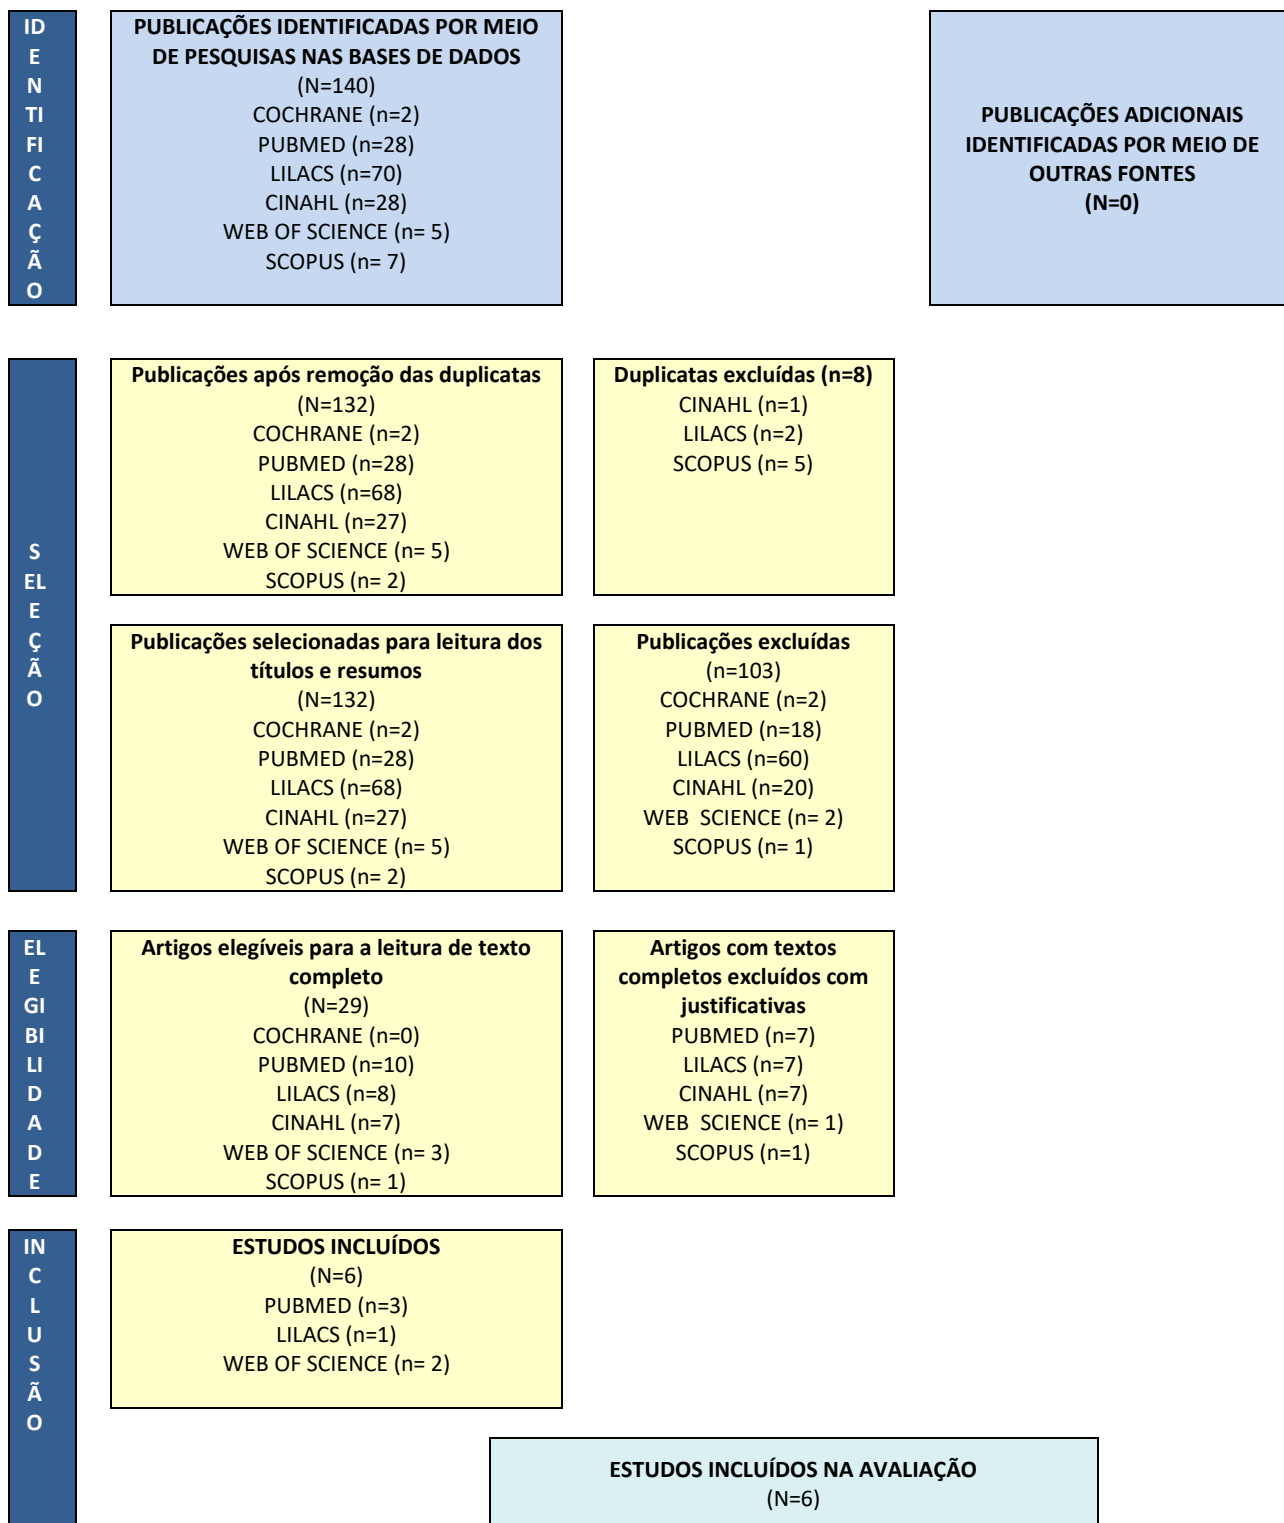 ID
E
N
TI
FI
C
A
Ç
Ã
O
PUBLICAÇÕES IDENTIFICADAS POR MEIO
DE PESQUISAS NAS BASES DE DADOS
(N=140)
COCHRANE (n=2)
PUBMED (n=28)
LILACS (n=70)
CINAHL (n=28)
WEB OF SCIENCE (n= 5)
SCOPUS (n= 7)
PUBLICAÇÕES ADICIONAIS
IDENTIFICADAS POR MEIO DE
OUTRAS FONTES
(N=0)
S
EL
E
Ç
Ã
O
Publicações após remoção das duplicatas
(N=132)
COCHRANE (n=2)
PUBMED (n=28)
LILACS (n=68)
CINAHL (n=27)
WEB OF SCIENCE (n= 5)
SCOPUS (n= 2)
Duplicatas excluídas (n=8)
CINAHL (n=1)
LILACS (n=2)
SCOPUS (n= 5)
Publicações selecionadas para leitura dos
títulos e resumos
(N=132)
COCHRANE (n=2)
PUBMED (n=28)
LILACS (n=68)
CINAHL (n=27)
WEB OF SCIENCE (n= 5)
SCOPUS (n= 2)
Publicações excluídas
(n=103)
COCHRANE (n=2)
PUBMED (n=18)
LILACS (n=60)
CINAHL (n=20)
WEB  SCIENCE (n= 2)
SCOPUS (n= 1)
EL
E
GI
BI
LI
D
A
D
E
Artigos elegíveis para a leitura de texto
completo
(N=29)
COCHRANE (n=0)
PUBMED (n=10)
LILACS (n=8)
CINAHL (n=7)
WEB OF SCIENCE (n= 3)
SCOPUS (n= 1)
Artigos com textos
completos excluídos com
justificativas
PUBMED (n=7)
LILACS (n=7)
CINAHL (n=7)
WEB  SCIENCE (n= 1)
SCOPUS (n=1)
IN
C
L
U
S
Ã
O
ESTUDOS INCLUÍDOS
(N=6)
PUBMED (n=3)
LILACS (n=1)
WEB OF SCIENCE (n= 2)
ESTUDOS INCLUÍDOS NA AVALIAÇÃO
(N=6)